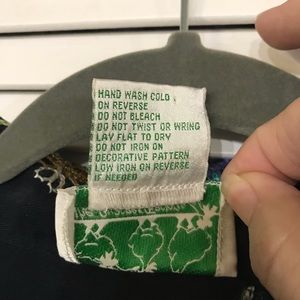 HAND WASH COLD
ON REVERSE
DO NOT BLEACH
DO NOT TWIST OR WRING
LAY FLAT TO DRY
DO NOT IRON ON
DECORATIVE PATTERN
LOW IRON ON REVERSE
IF NEEDED